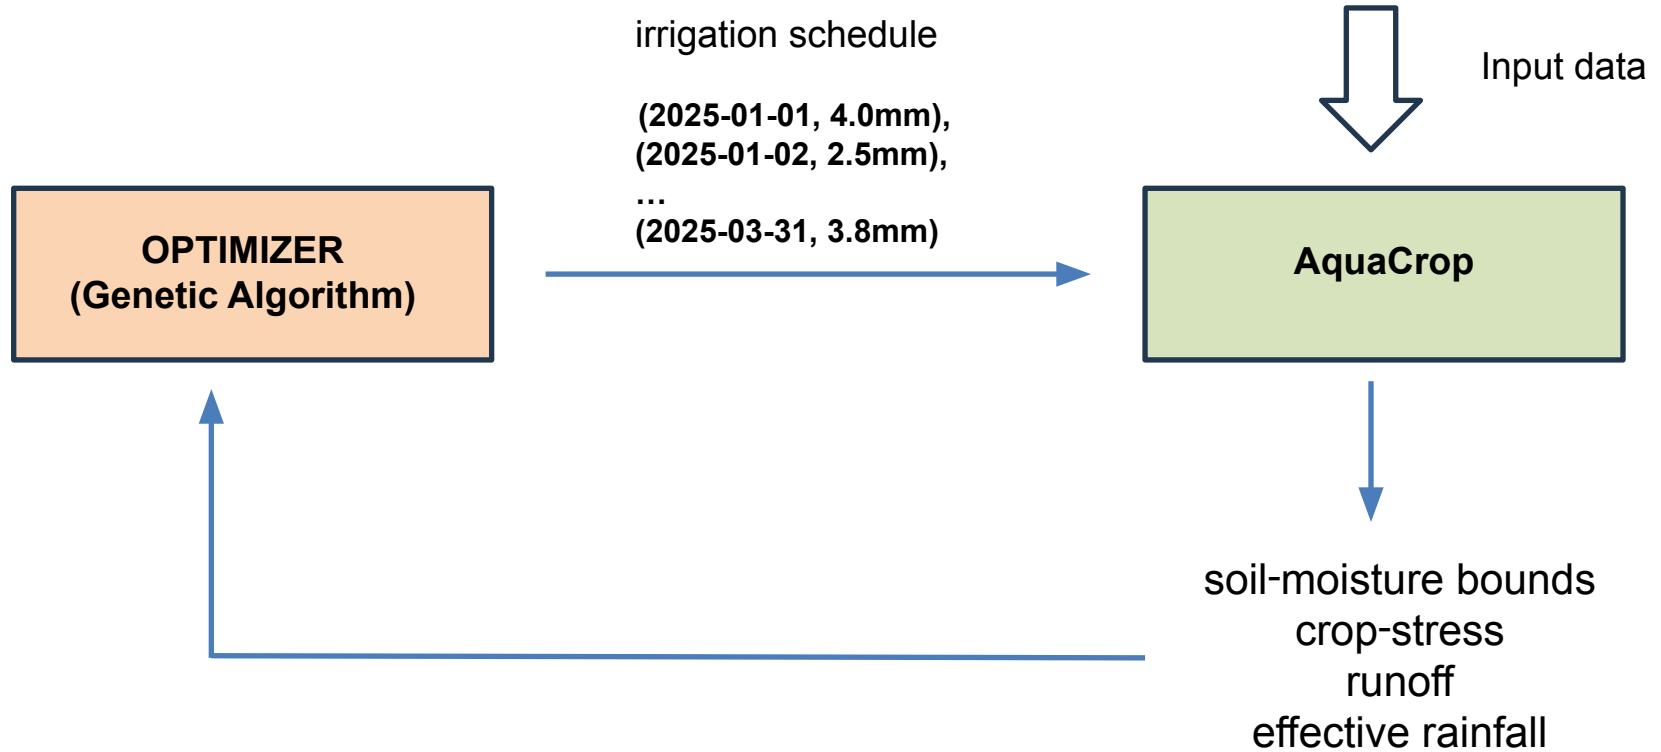 irrigation schedule
(2025-01-01, 4.0mm),
(2025-01-02, 2.5mm),
...
(2025-03-31, 3.8mm)
Input data
OPTIMIZER
(Genetic Algorithm)
AquaCrop
soil-moisture bounds
crop-stress
runoff
effective rainfall